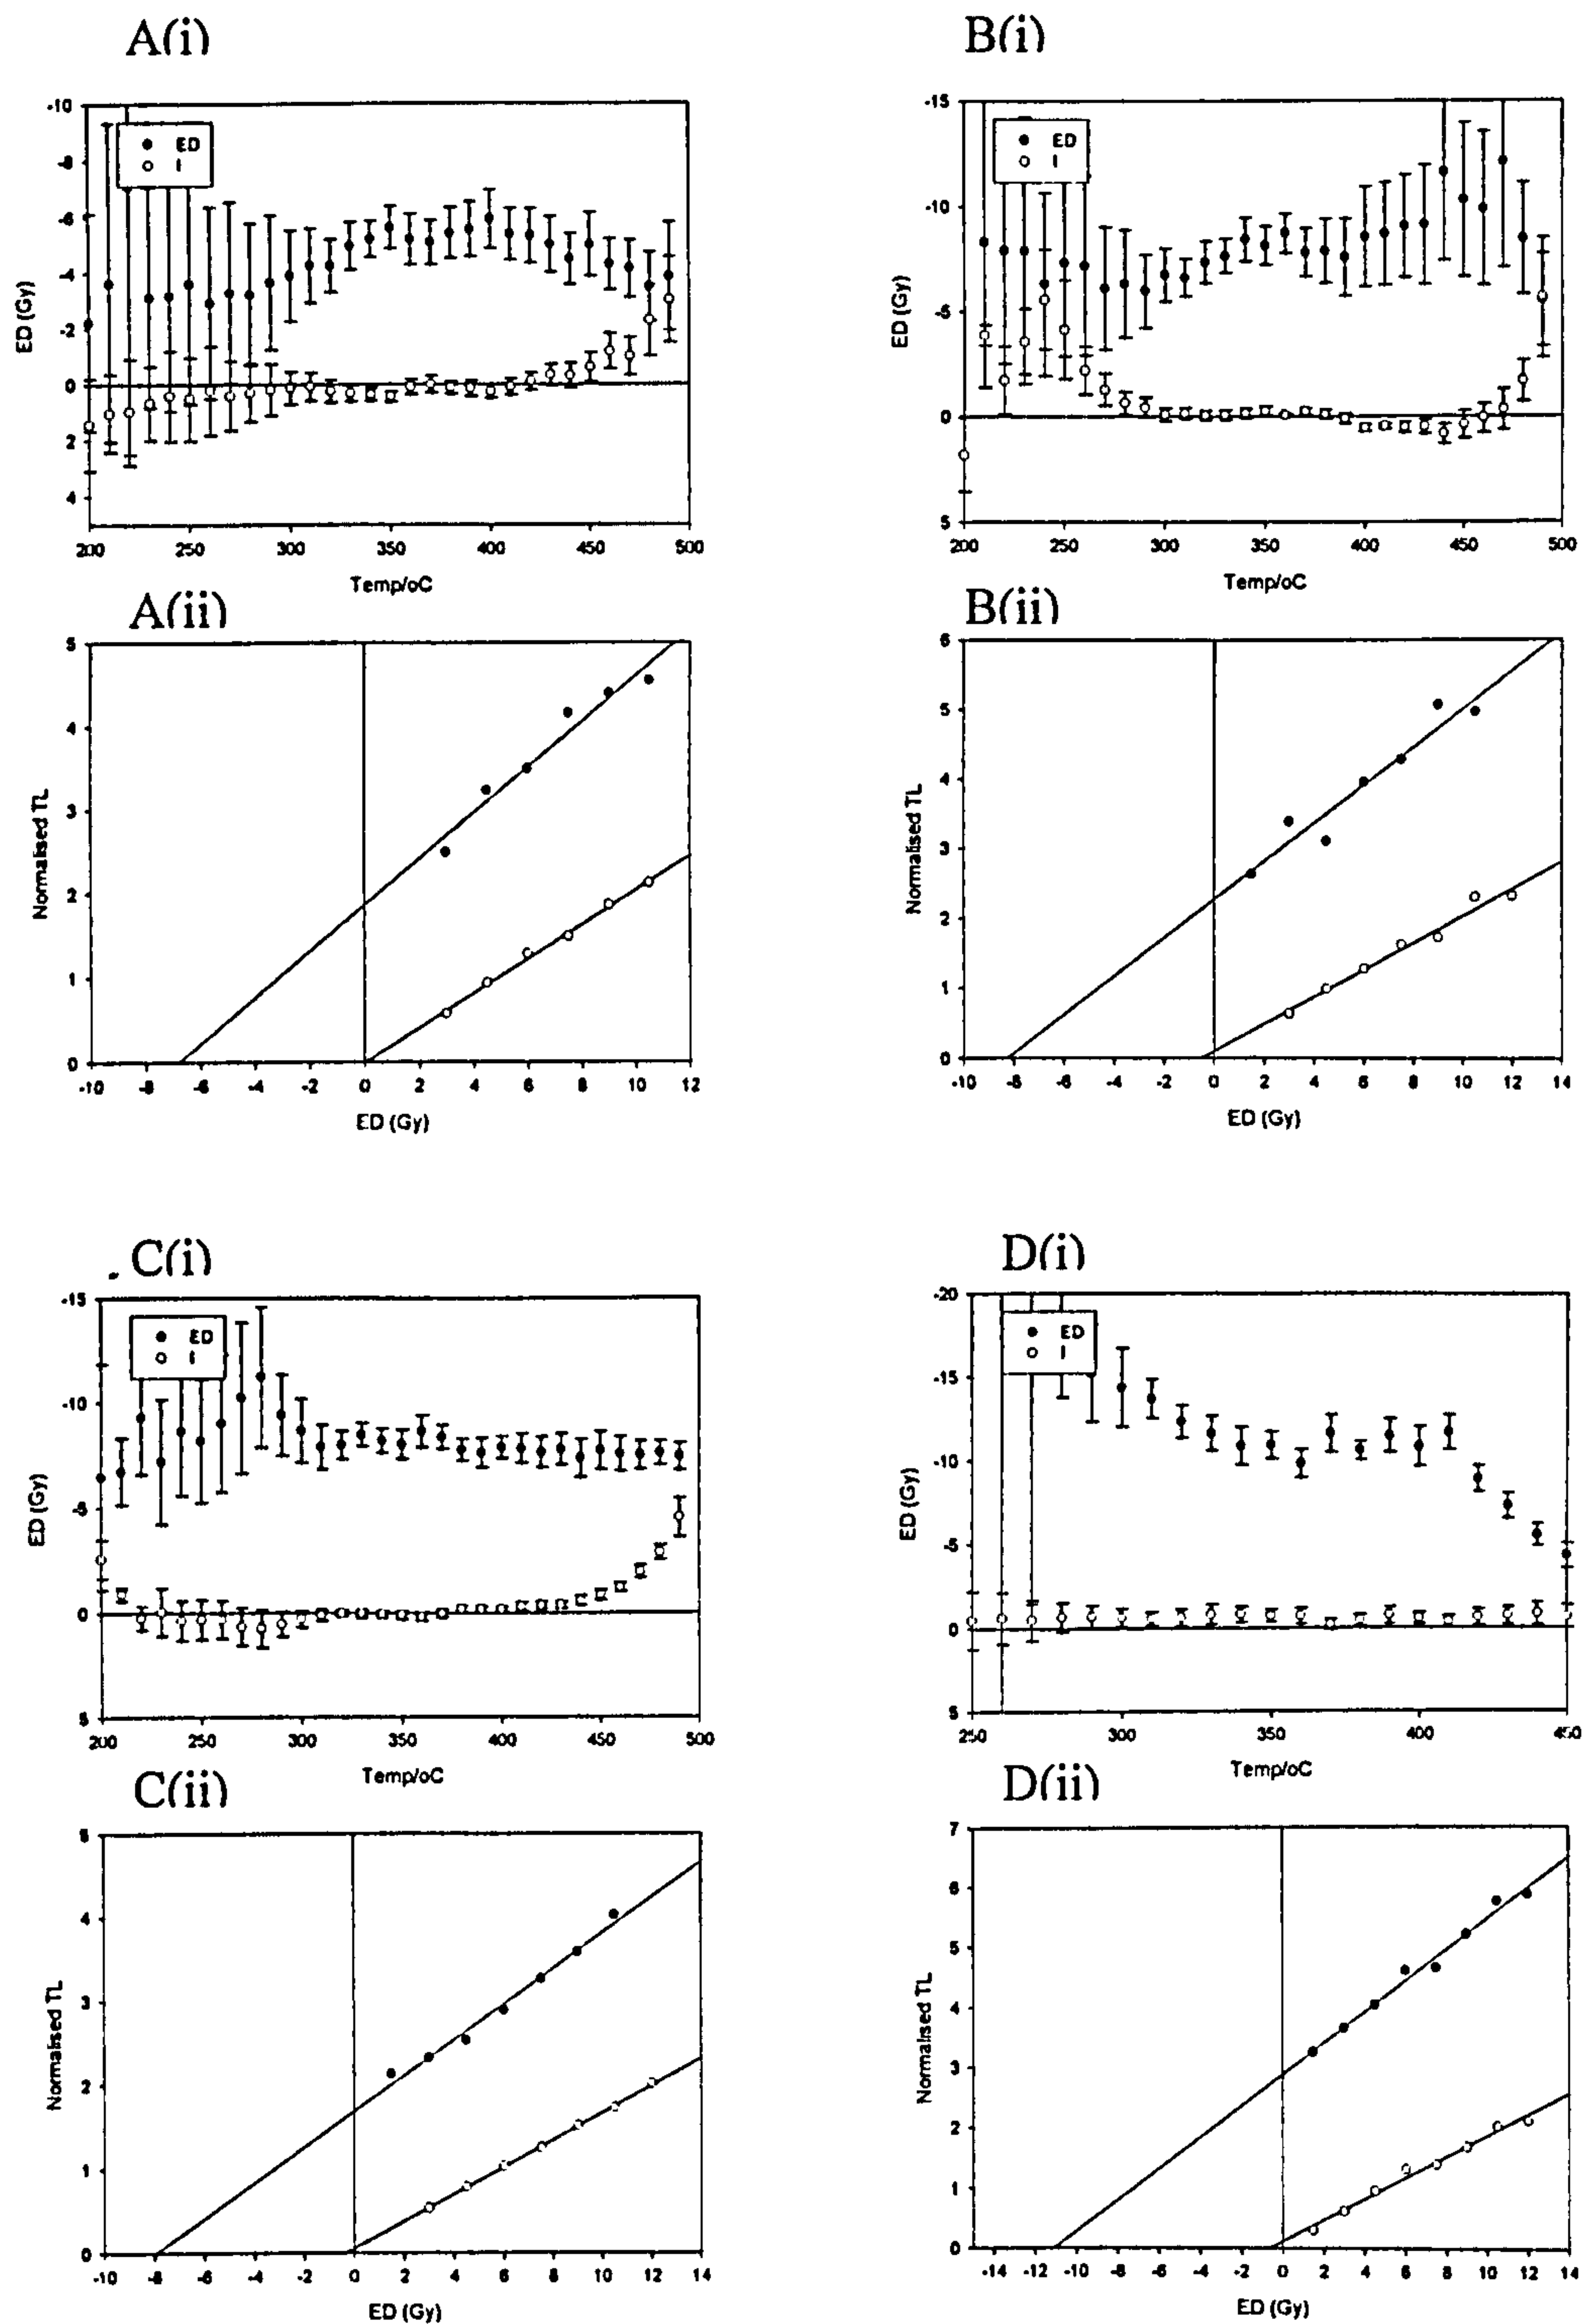 A(i)
-10
-8
-6
-4
-2
0
2
4
ED (Gy)
ED
I
200 250 300 350 400 450 500
Temp/oC
B(i)
-15
-10
-5
0
5
ED (Gy)
ED
I
200 250 300 350 400 450 500
Temp/oC
A(ii)
5
4
3
2
1
0
Normalised TL
-10 -8 -6 -4 -2 0 2 4 6 8 10 12
ED (Gy)
B(ii)
6
5
4
3
2
1
0
Normalised TL
-10 -8 -6 -4 -2 0 2 4 6 8 10 12 14
ED (Gy)
C(i)
-15
-10
-5
0
5
ED (Gy)
ED
I
200 250 300 350 400 450 500
Temp/oC
D(i)
-20
-15
-10
-5
0
5
ED (Gy)
ED
I
250 300 350 400 450
Temp/oC
C(ii)
5
4
3
2
1
0
Normalised TL
-10 -8 -6 -4 -2 0 2 4 6 8 10 12 14
ED (Gy)
D(ii)
7
6
5
4
3
2
1
0
Normalised TL
-14 -12 -10 -8 -6 -4 -2 0 2 4 6 8 10 12 14
ED (Gy)